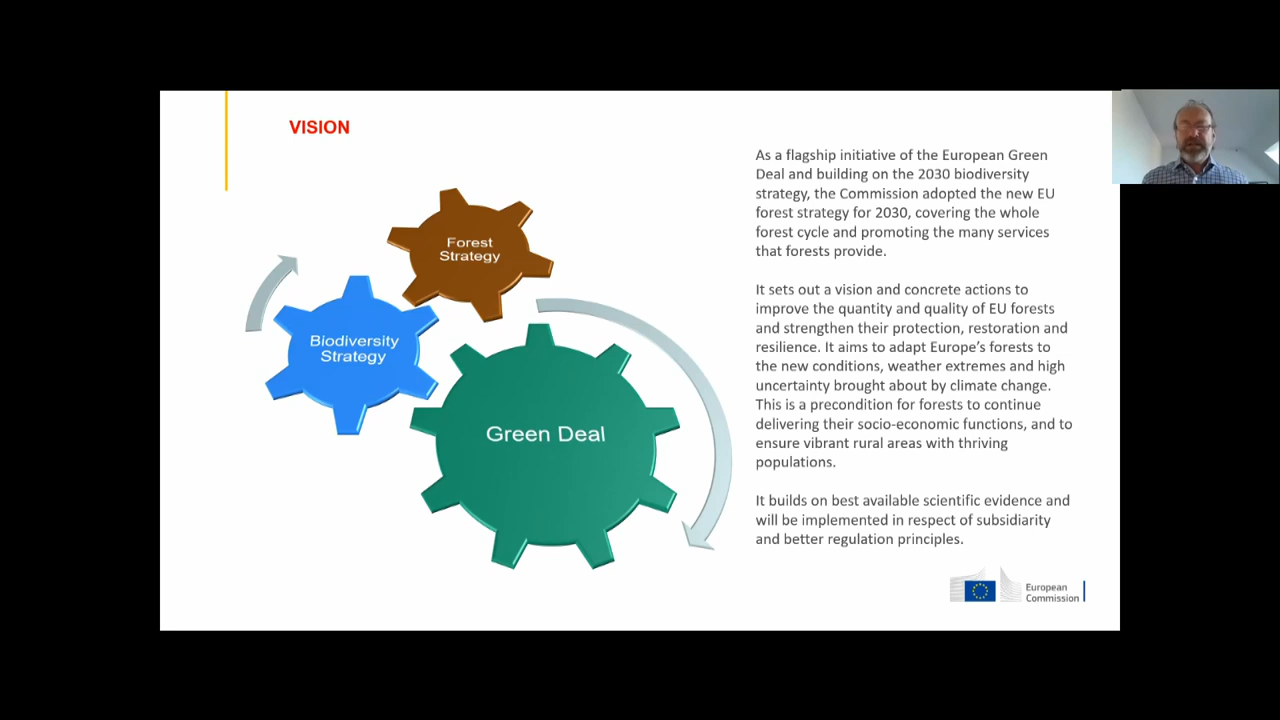 VISION
Forest
Strategy
Biodiversity
Strategy
Green Deal
As a flagship initiative of the European Green
Deal and building on the 2030 biodiversity
strategy, the Commission adopted the new EU
forest strategy for 2030, covering the whole
forest cycle and promoting the many services
that forests provide.
It sets out a vision and concrete actions to
improve the quantity and quality of EU forests
and strengthen their protection, restoration and
resilience. It aims to adapt Europe’s forests to
the new conditions, weather extremes and high
uncertainty brought about by climate change.
This is a precondition for forests to continue
delivering their socio-economic functions, and to
ensure vibrant rural areas with thriving
populations.
It builds on best available scientific evidence and
will be implemented in respect of subsidiarity
and better regulation principles.
European
Commission